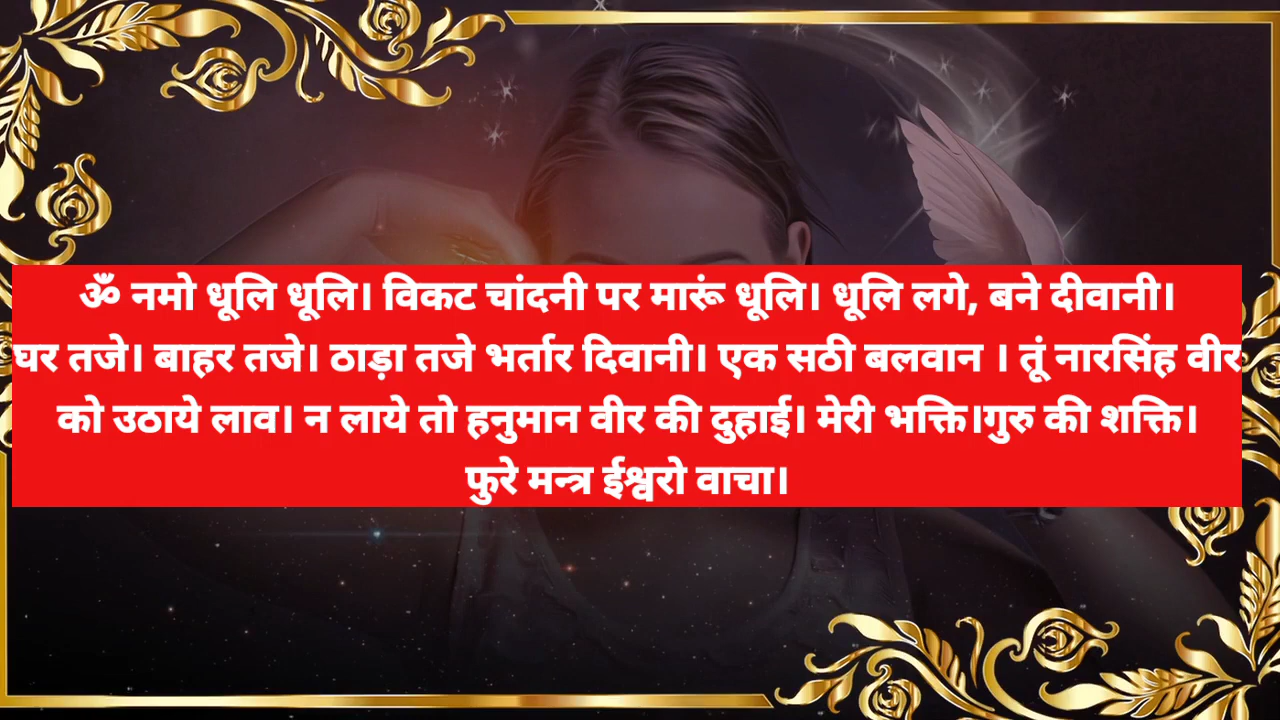 ॐ नमो धूलि धूलि। विकट चांदनी पर मारूं धूलि। धूलि लगे, बने दीवानी।
घर तजे। बाहर तजे। ठाड़ा तजे भर्तार दिवानी। एक सठी बलवान । तूं नारसिंह वीर
को उठाये लाव। न लाये तो हनुमान वीर की दुहाई। मेरी भक्ति।गुरु की शक्ति।
फुरे मन्त्र ईश्वरो वाचा।